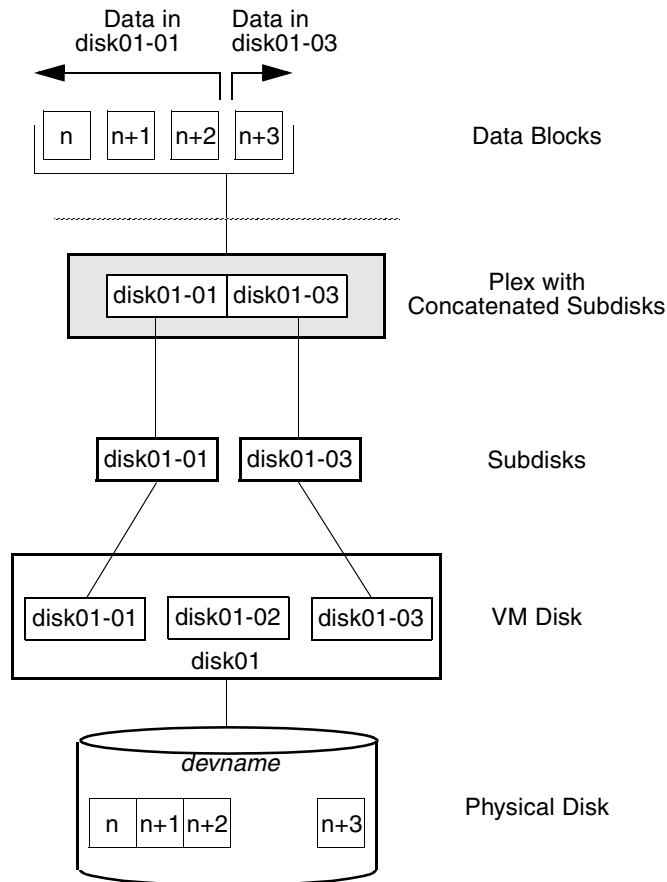 Data in
disk01-01
Data in
disk01-03
n n+1 n+2 n+3
Data Blocks
disk01-01 disk01-03
Plex with
Concatenated Subdisks
disk01-01 disk01-03
Subdisks
disk01-01 disk01-02 disk01-03
disk01
VM Disk
devname
n n+1 n+2 n+3
Physical Disk